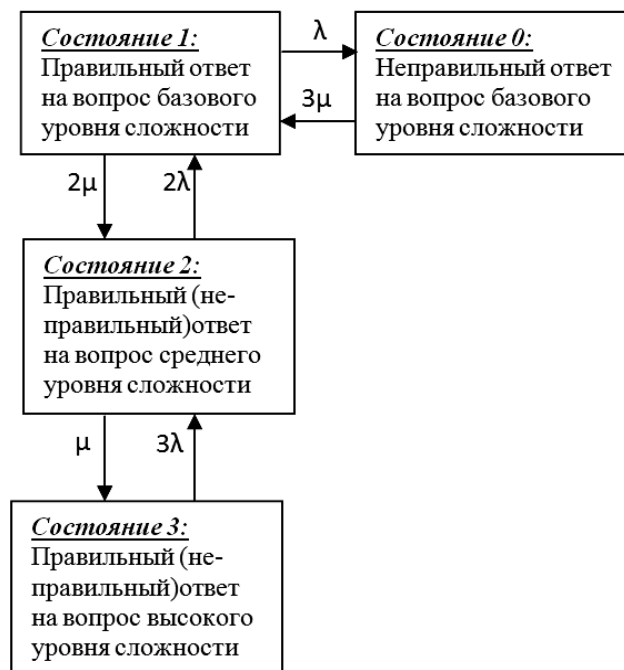 Состояние 1:
Правильный ответ
на вопрос базового
уровня сложности
λ
3μ
Состояние 0:
Неправильный ответ
на вопрос базового
уровня сложности
2μ
2λ
Состояние 2:
Правильный (не-
правильный)ответ
на вопрос среднего
уровня сложности
μ
3λ
Состояние 3:
Правильный (не-
правильный)ответ
на вопрос высокого
уровня сложности